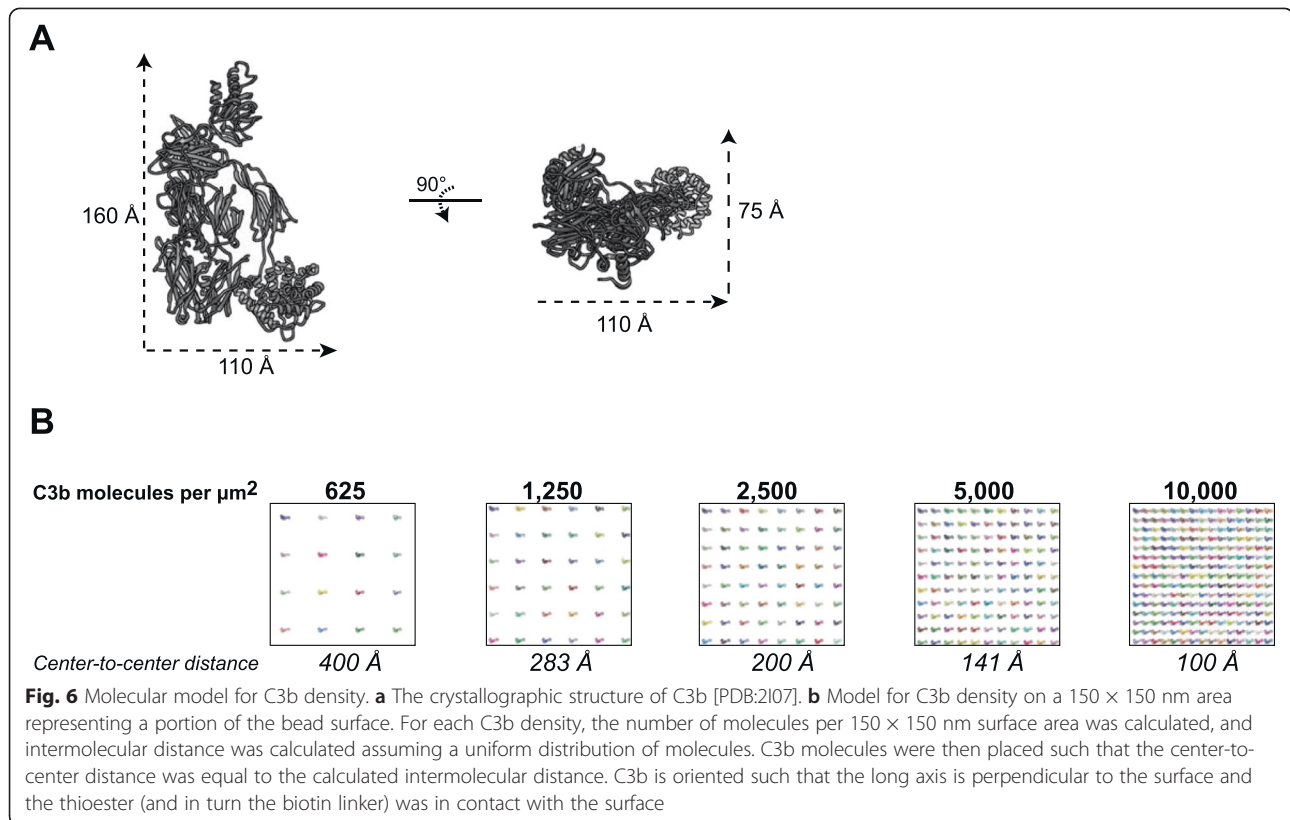 A
160 Å
110 Å
90°
75 Å
110 Å
B
C3b molecules per μm2 625 1,250 2,500 5,000 10,000
Center-to-center distance 400 Å 283 Å 200 Å 141 Å 100 Å
Fig. 6 Molecular model for C3b density. a The crystallographic structure of C3b [PDB:2I07]. b Model for C3b density on a 150 × 150 nm area
representing a portion of the bead surface. For each C3b density, the number of molecules per 150 × 150 nm surface area was calculated, and
intermolecular distance was calculated assuming a uniform distribution of molecules. C3b molecules were then placed such that the center-to-
center distance was equal to the calculated intermolecular distance. C3b is oriented such that the long axis is perpendicular to the surface and
the thioester (and in turn the biotin linker) was in contact with the surface